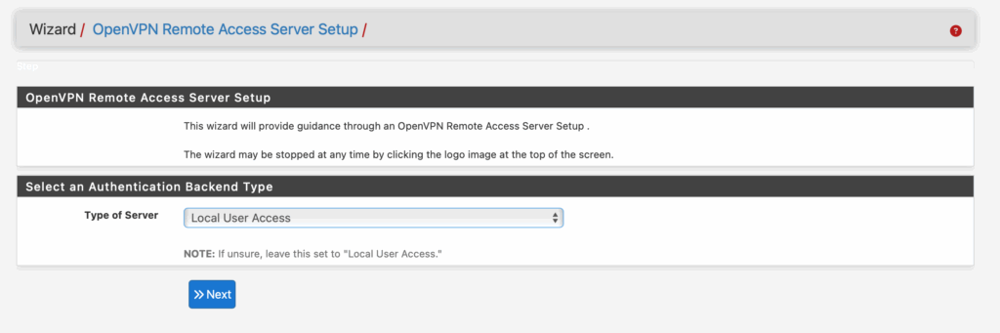 Wizard / OpenVPN Remote Access Server Setup /
?
Step
OpenVPN Remote Access Server Setup
This wizard will provide guidance through an OpenVPN Remote Access Server Setup .
The wizard may be stopped at any time by clicking the logo image at the top of the screen.
Select an Authentication Backend Type
Type of Server
Local User Access
NOTE: If unsure, leave this set to "Local User Access."
Next